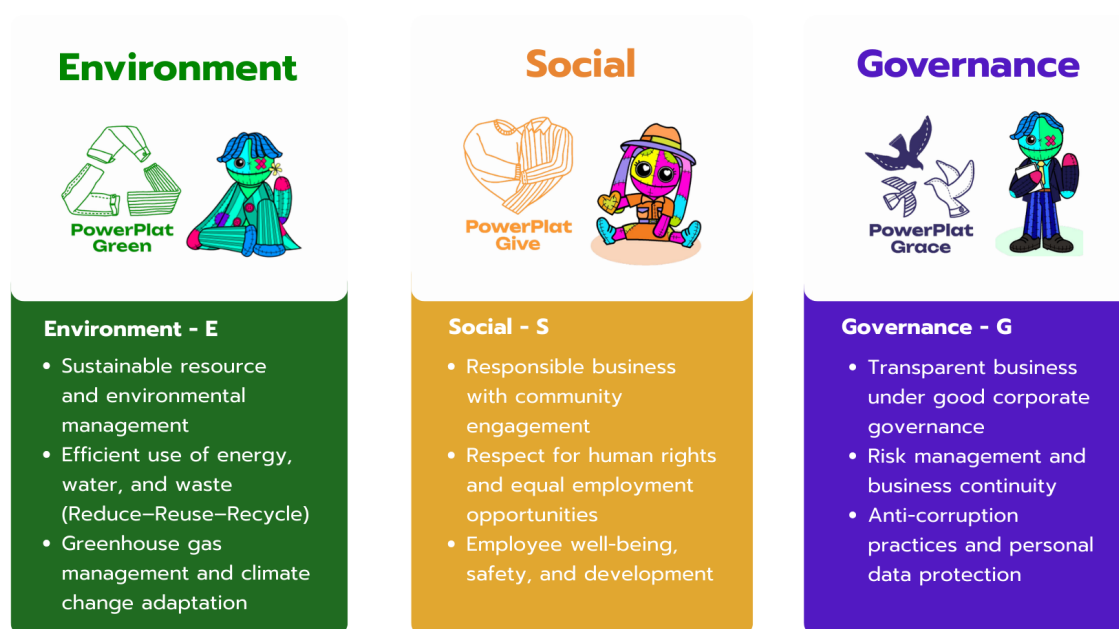 Environment
PowerPlat
Green
Environment - E
• Sustainable resource
and environmental
management
• Efficient use of energy,
water, and waste
(Reduce–Reuse–Recycle)
• Greenhouse gas
management and climate
change adaptation
Social
PowerPlat
Give
Social - S
• Responsible business
with community
engagement
• Respect for human rights
and equal employment
opportunities
• Employee well-being,
safety, and development
Governance
PowerPlat
Grace
Governance - G
• Transparent business
under good corporate
governance
• Risk management and
business continuity
• Anti-corruption
practices and personal
data protection